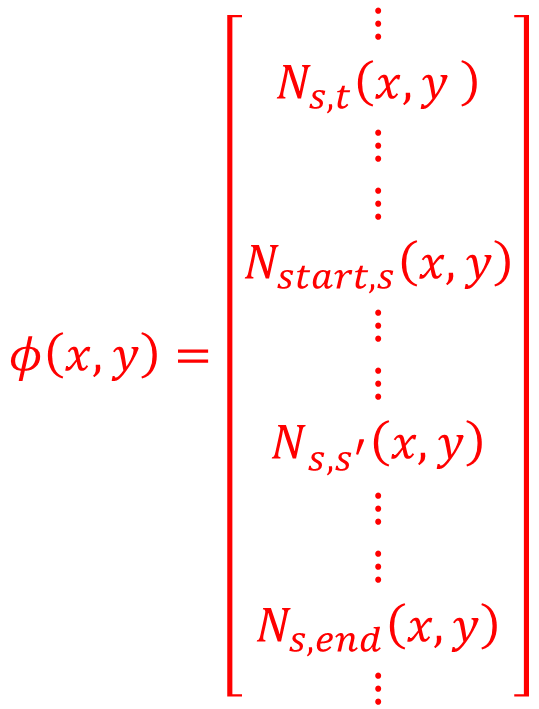 ⋮
N_{s,t}(x, y )
⋮
⋮
N_{start,s}(x, y)
⋮
ϕ(x, y) =
⋮
N_{s,s′}(x, y)
⋮
⋮
N_{s,end}(x, y)
⋮